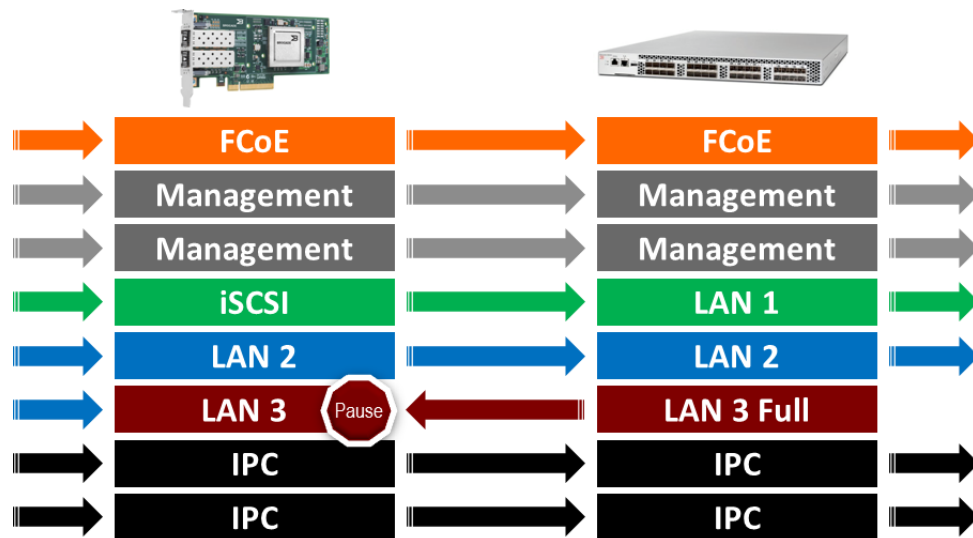 FCoE FCoE
Management Management
Management Management
iSCSI LAN 1
LAN 2 LAN 2
LAN 3 Pause LAN 3 Full
IPC IPC
IPC IPC